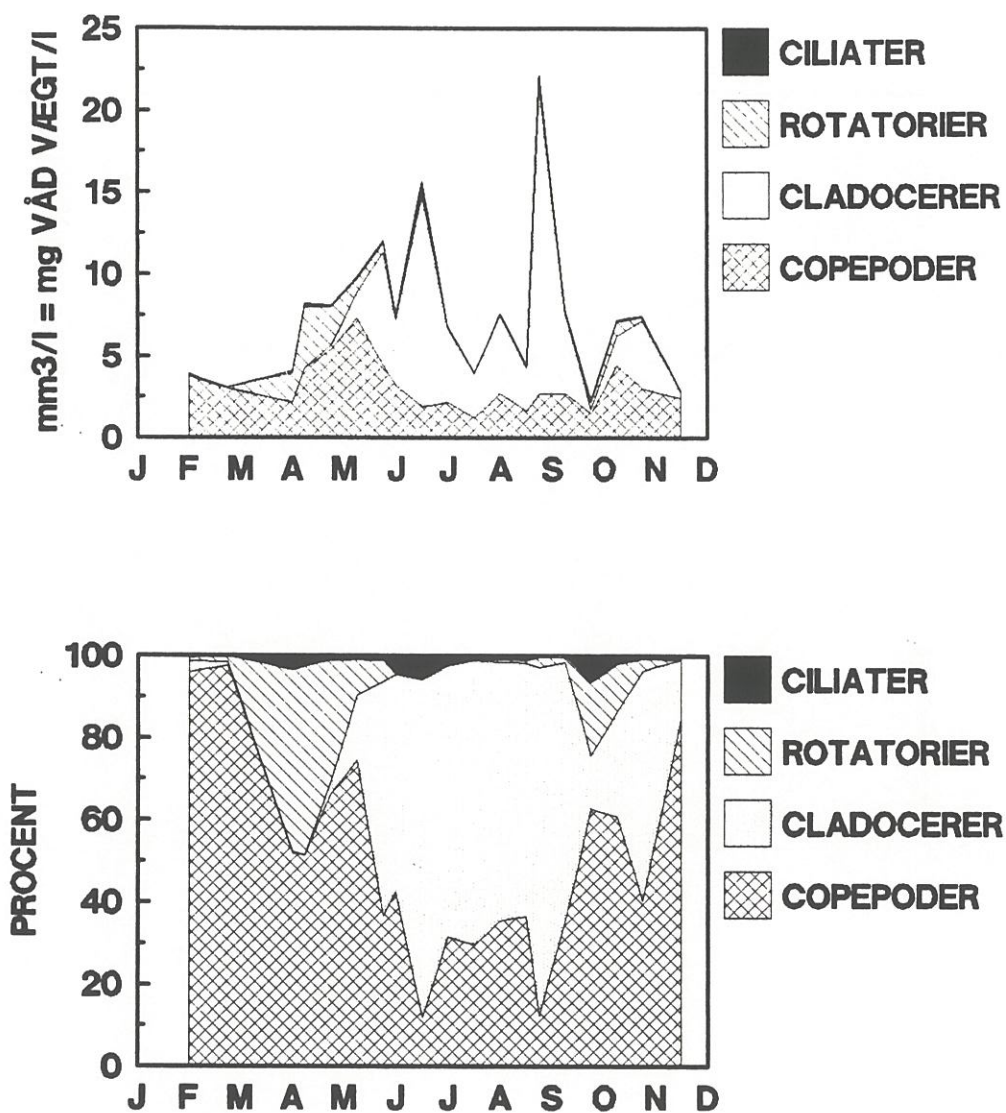 mm3/l = mg VÅD VÆGT/l
25
20
15
10
5
0
J F M A M J J A S O N D
CILIATER
ROTATORIER
CLADOCERER
COPEPODER
PROCENT
100
80
60
40
20
0
J F M A M J J A S O N D
CILIATER
ROTATORIER
CLADOCERER
COPEPODER